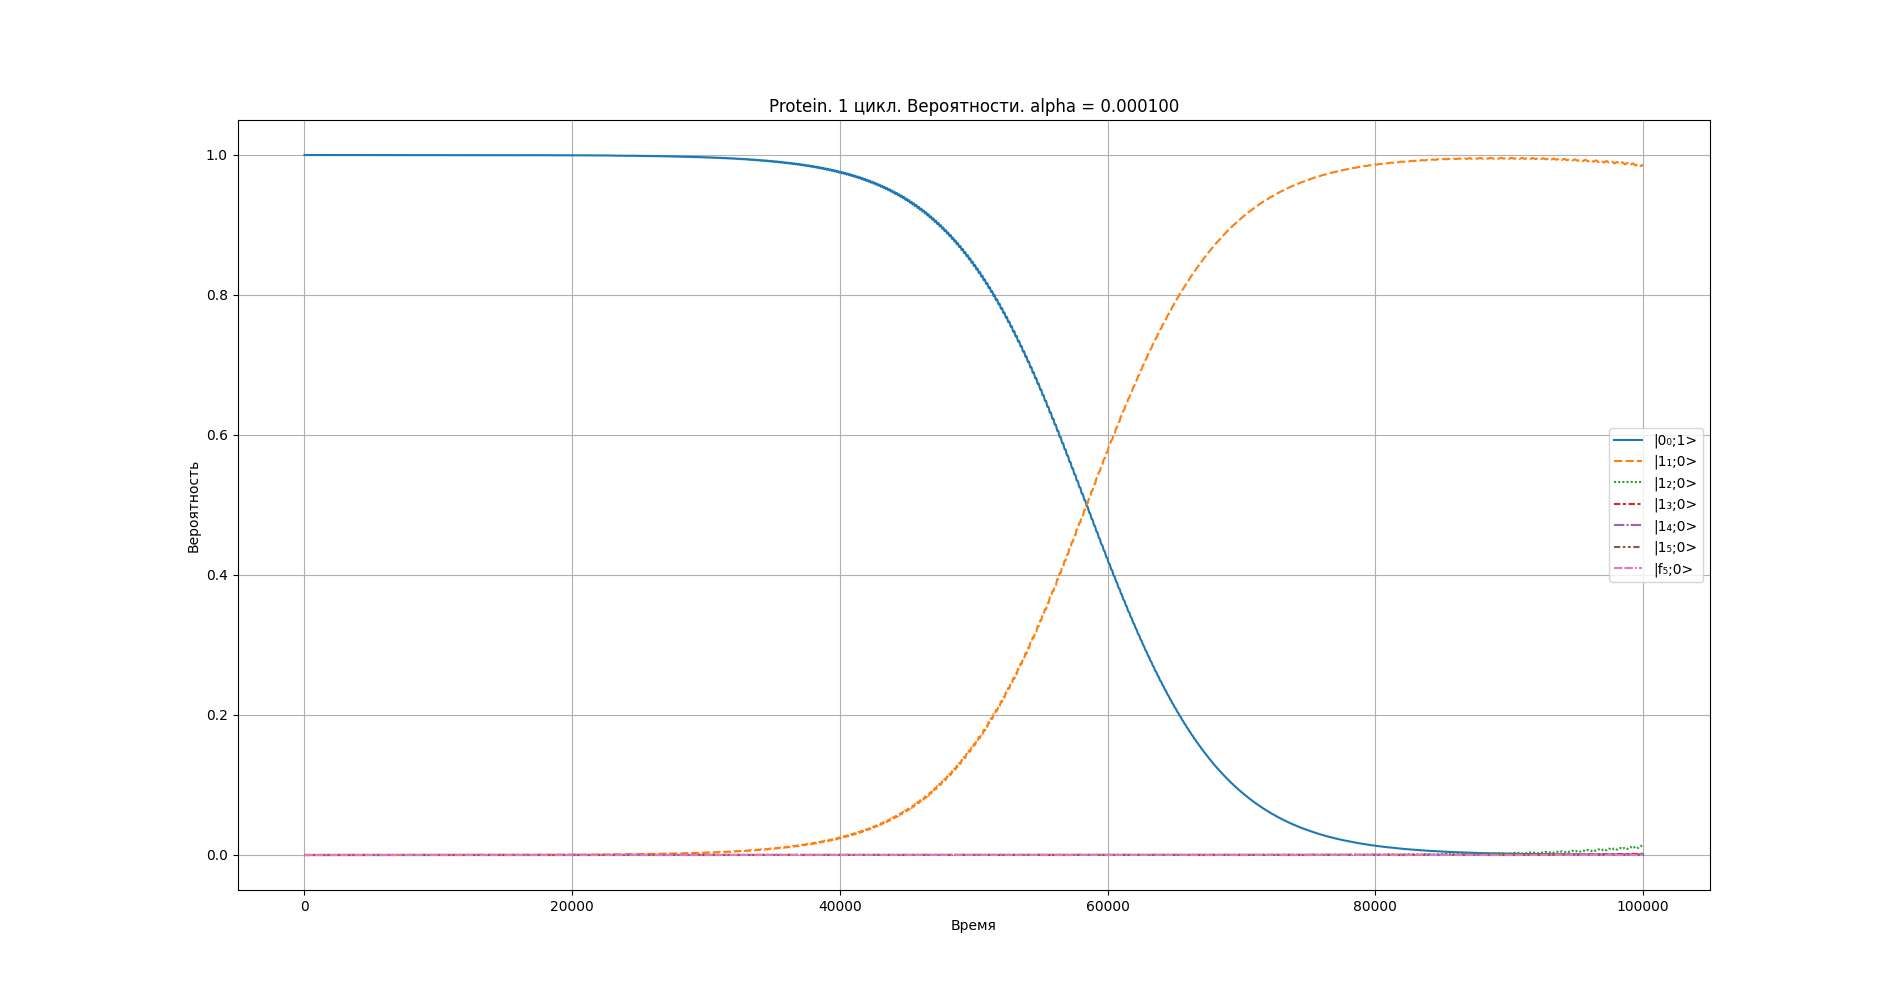 Protein. 1 цикл. Вероятности. alpha = 0.000100
1.0
0.8
0.6
0.4
0.2
0.0
Вероятность
|0₀;1>
|1₁;0>
|1₂;0>
|1₃;0>
|1₄;0>
|1₅;0>
|f₅;0>
0 20000 40000 60000 80000 100000
Время